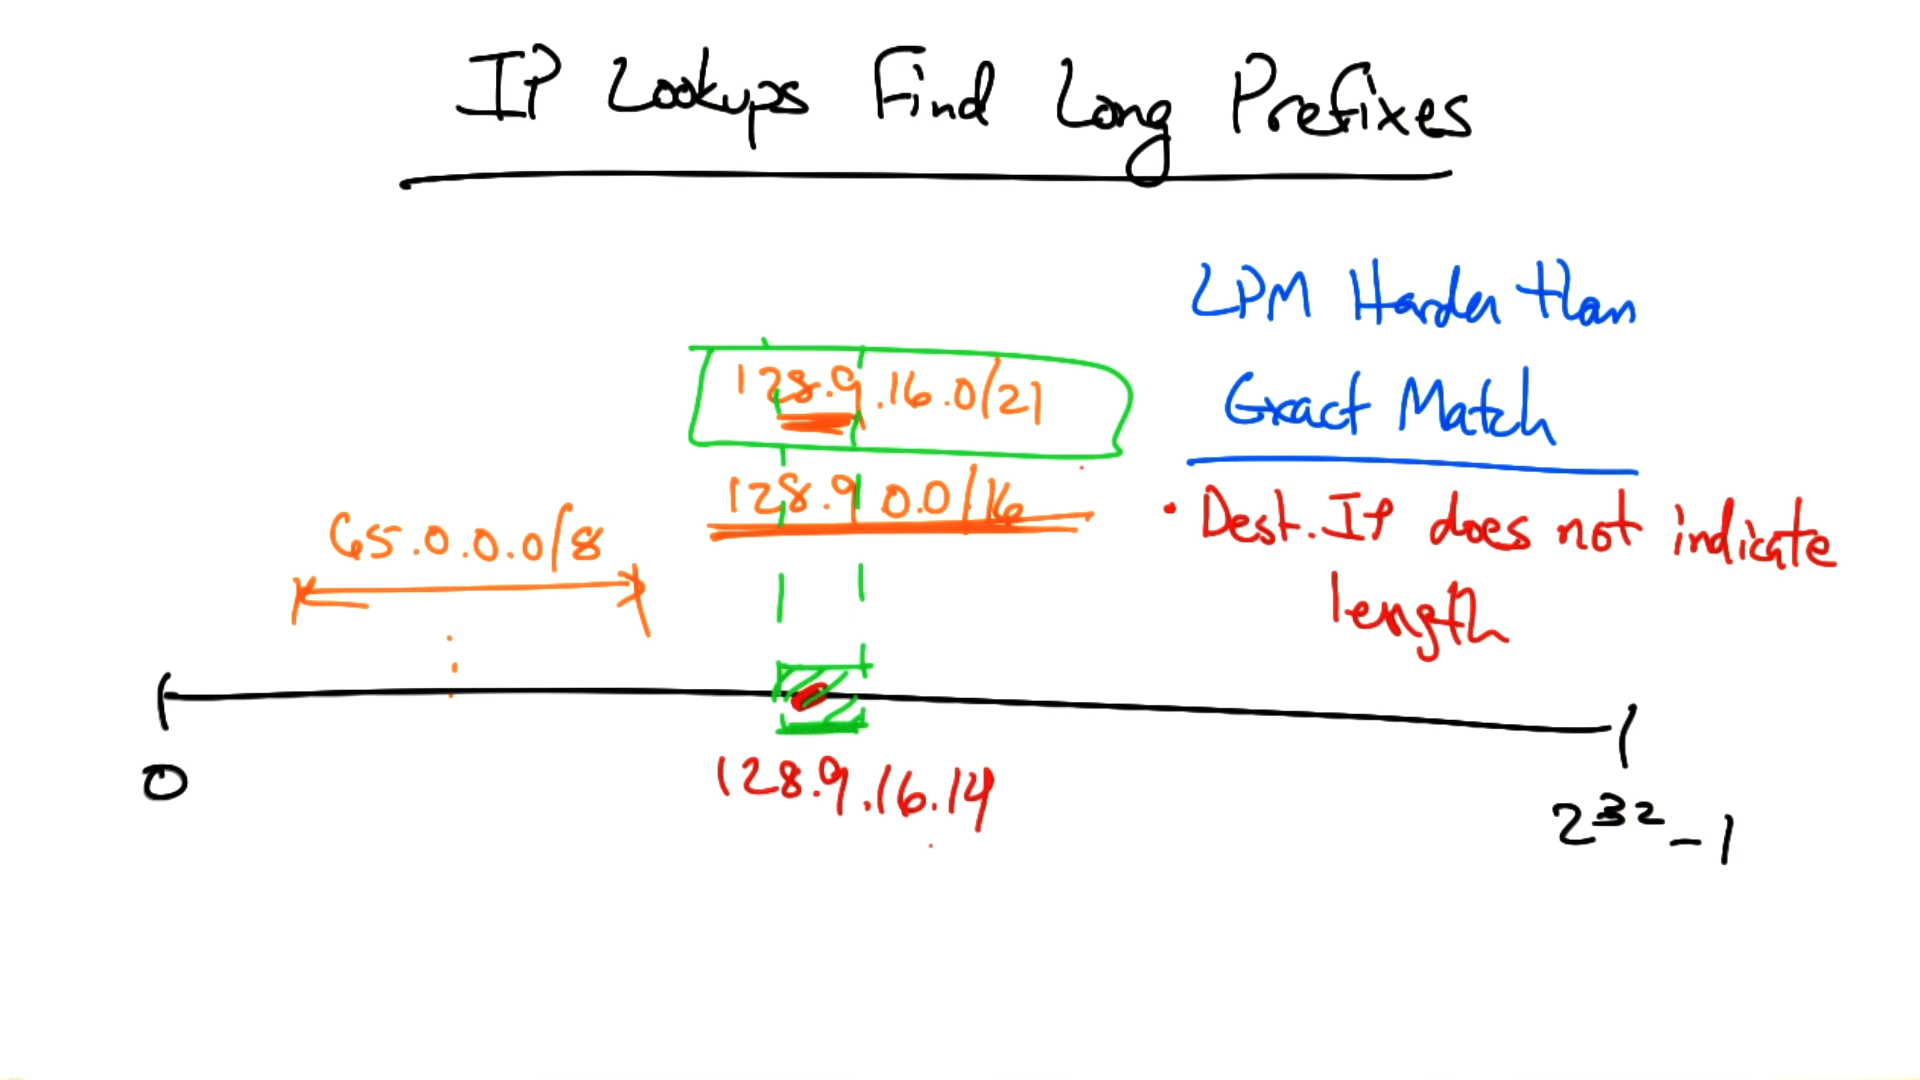 IP Lookups Find Long Prefixes
LPM Harder than
Exact Match
128.9.16.0/21
128.9 0.0/16
65.0.0.0/8
• Dest. IP does not indicate
length
0
128.9.16.14
2³² - 1